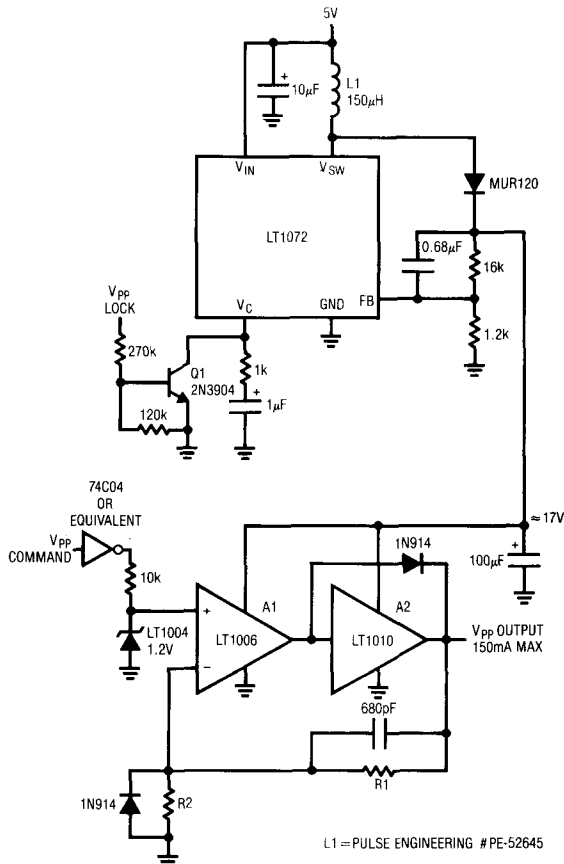 5V
10μF
L1
150μH
VIN
VSW
MUR120
LT1072
0.68μF
16k
VPP
LOCK
VC
GND
FB
270k
Q1
2N3904
1k
1.2k
1μF
120k
74C04
OR
EQUIVALENT
VPP
COMMAND
≈17V
1N914
100μF
10k
A1
A2
LT1004
1.2V
+
LT1006
LT1010
VPP OUTPUT
150mA MAX
−
680pF
R1
1N914
R2
L1=PULSE ENGINEERING #PE-52645